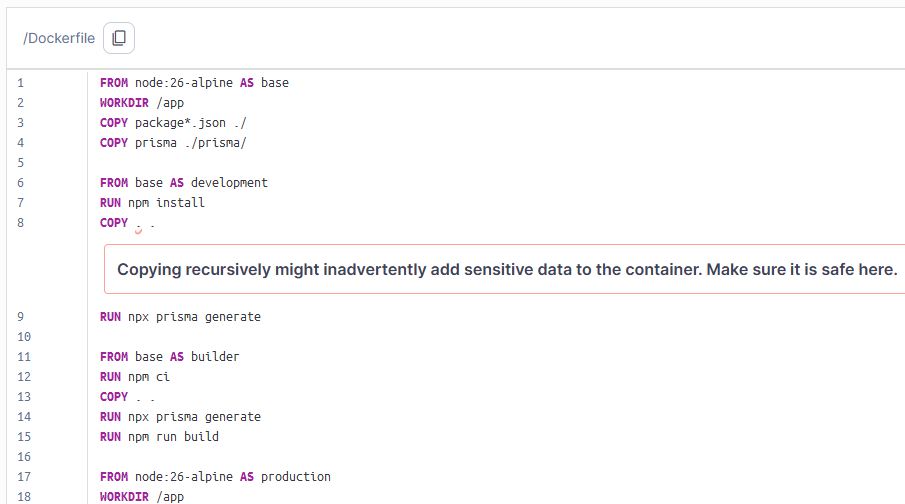 /Dockerfile
1 FROM node:26-alpine AS base
2 WORKDIR /app
3 COPY package*.json ./
4 COPY prisma ./prisma/
5
6 FROM base AS development
7 RUN npm install
8 COPY . .
Copying recursively might inadvertently add sensitive data to the container. Make sure it is safe here.
9 RUN npx prisma generate
10
11 FROM base AS builder
12 RUN npm ci
13 COPY . .
14 RUN npx prisma generate
15 RUN npm run build
16
17 FROM node:26-alpine AS production
18 WORKDIR /app